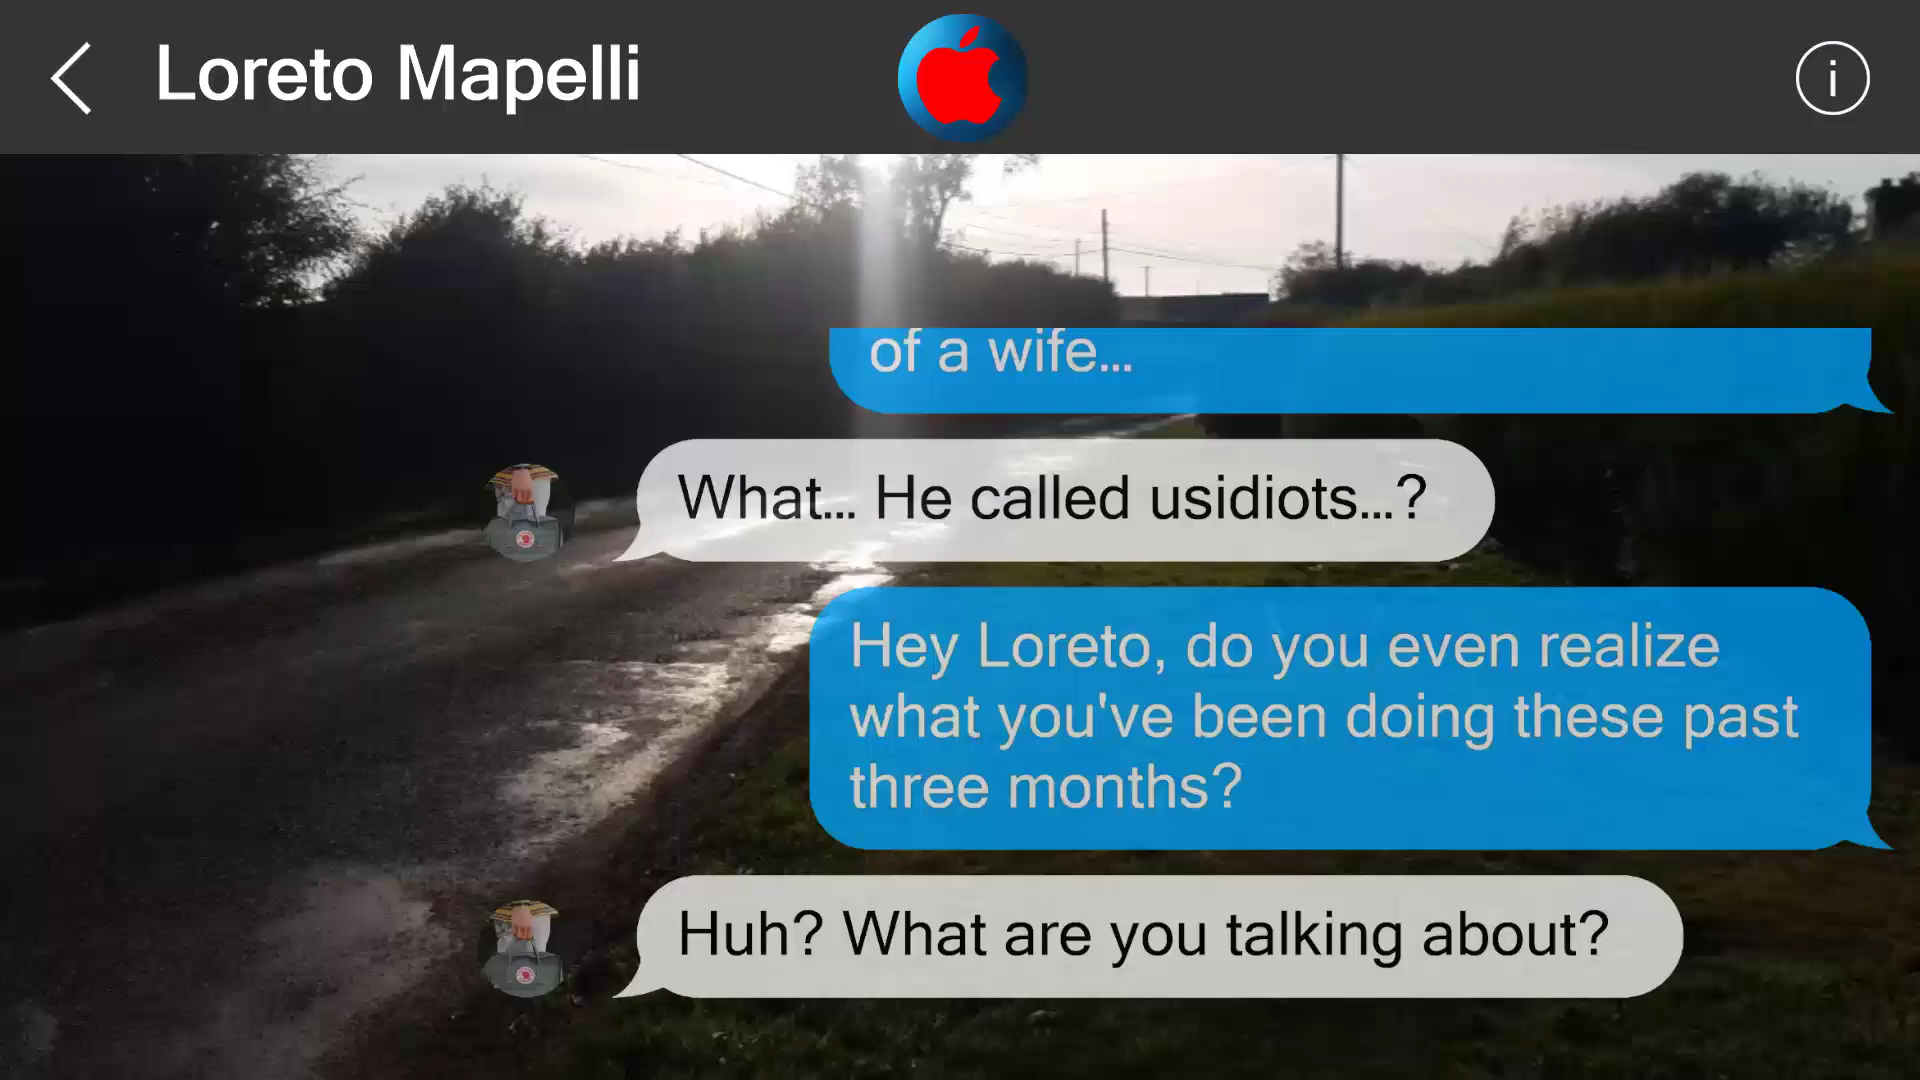 Loreto Mapelli
i
of a wife...
What... He called usidiots...?
Hey Loreto, do you even realize
what you've been doing these past
three months?
Huh? What are you talking about?